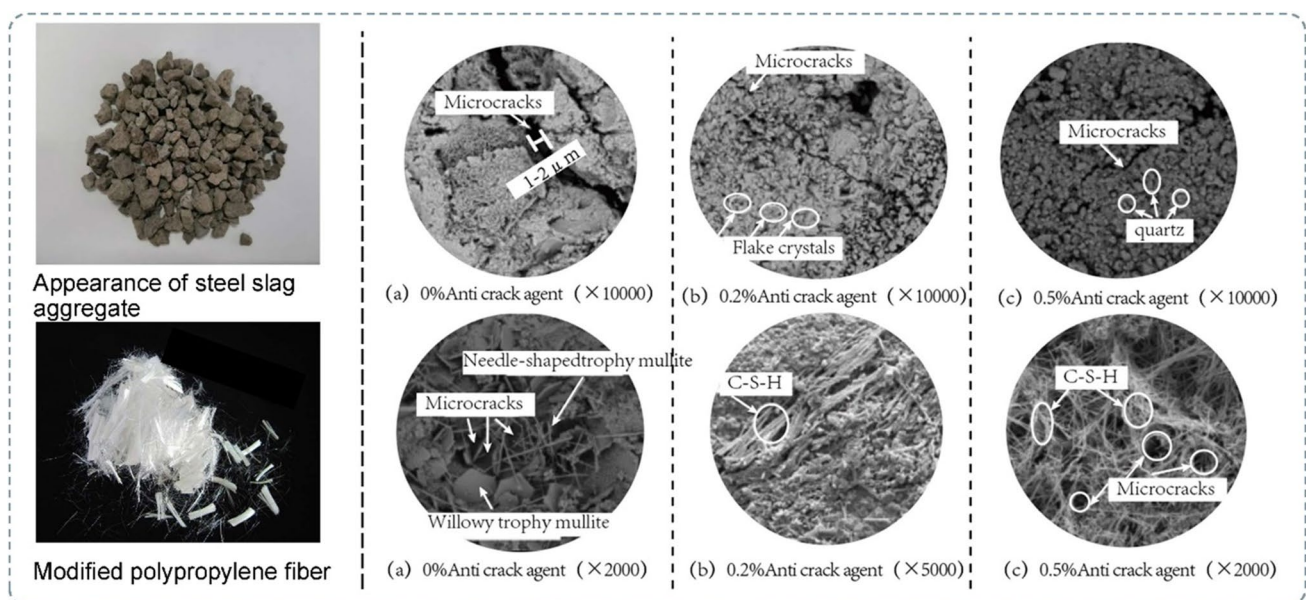 Appearance of steel slag
aggregate
Modified polypropylene fiber
Microcracks
1-2 μm
(a) 0%Anti crack agent (×10000)
Microcracks
Flake crystals
(b) 0.2%Anti crack agent (×10000)
Microcracks
quartz
(c) 0.5%Anti crack agent (×10000)
Needle-shapedtrophy mullite
Microcracks
Willowy trophy mullite
(a) 0%Anti crack agent (×2000)
C-S-H
(b) 0.2%Anti crack agent (×5000)
C-S-H
Microcracks
(c) 0.5%Anti crack agent (×2000)